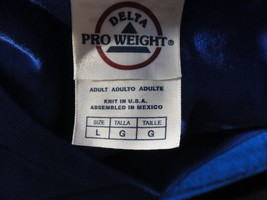 DELTA
PRO WEIGHT®
ADULT ADULTO ADULTE
KNIT IN U.S.A.
ASSEMBLED IN MEXICO
SIZE TALLA TAILLE
L G G